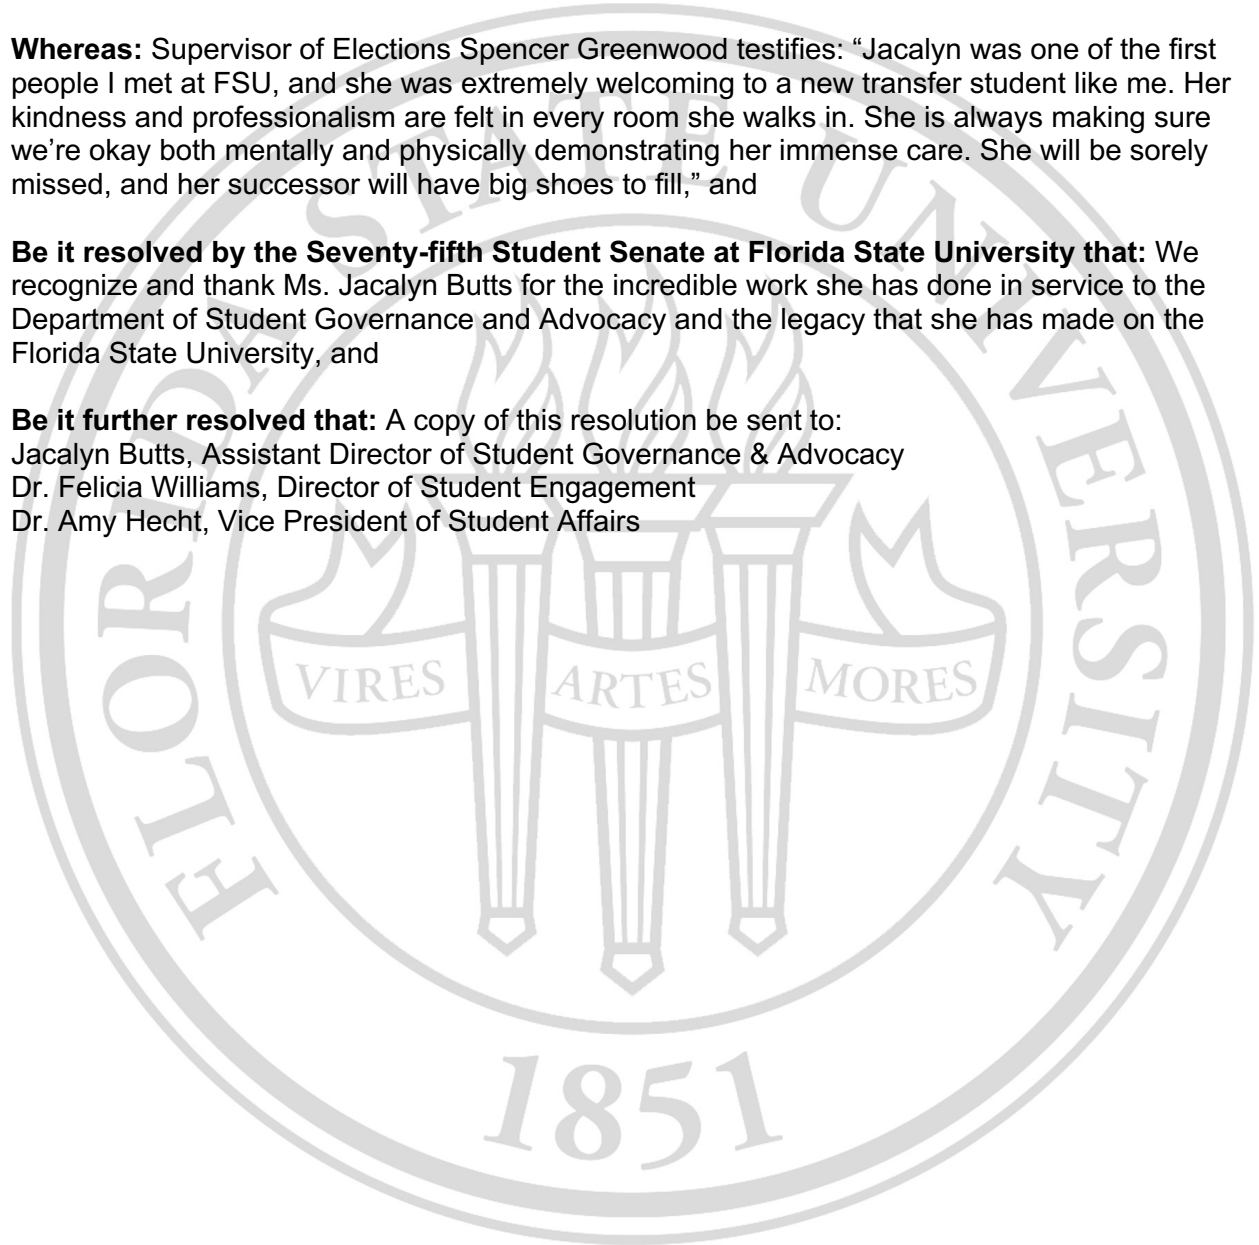 Whereas: Supervisor of Elections Spencer Greenwood testifies: “Jacalyn was one of the first
people I met at FSU, and she was extremely welcoming to a new transfer student like me. Her
kindness and professionalism are felt in every room she walks in. She is always making sure
we’re okay both mentally and physically demonstrating her immense care. She will be sorely
missed, and her successor will have big shoes to fill,” and
Be it resolved by the Seventy-fifth Student Senate at Florida State University that: We
recognize and thank Ms. Jacalyn Butts for the incredible work she has done in service to the
Department of Student Governance and Advocacy and the legacy that she has made on the
Florida State University, and
Be it further resolved that: A copy of this resolution be sent to:
Jacalyn Butts, Assistant Director of Student Governance & Advocacy
Dr. Felicia Williams, Director of Student Engagement
Dr. Amy Hecht, Vice President of Student Affairs
FLORIDA STATE UNIVERSITY
VIRES ARTES MORES
1851